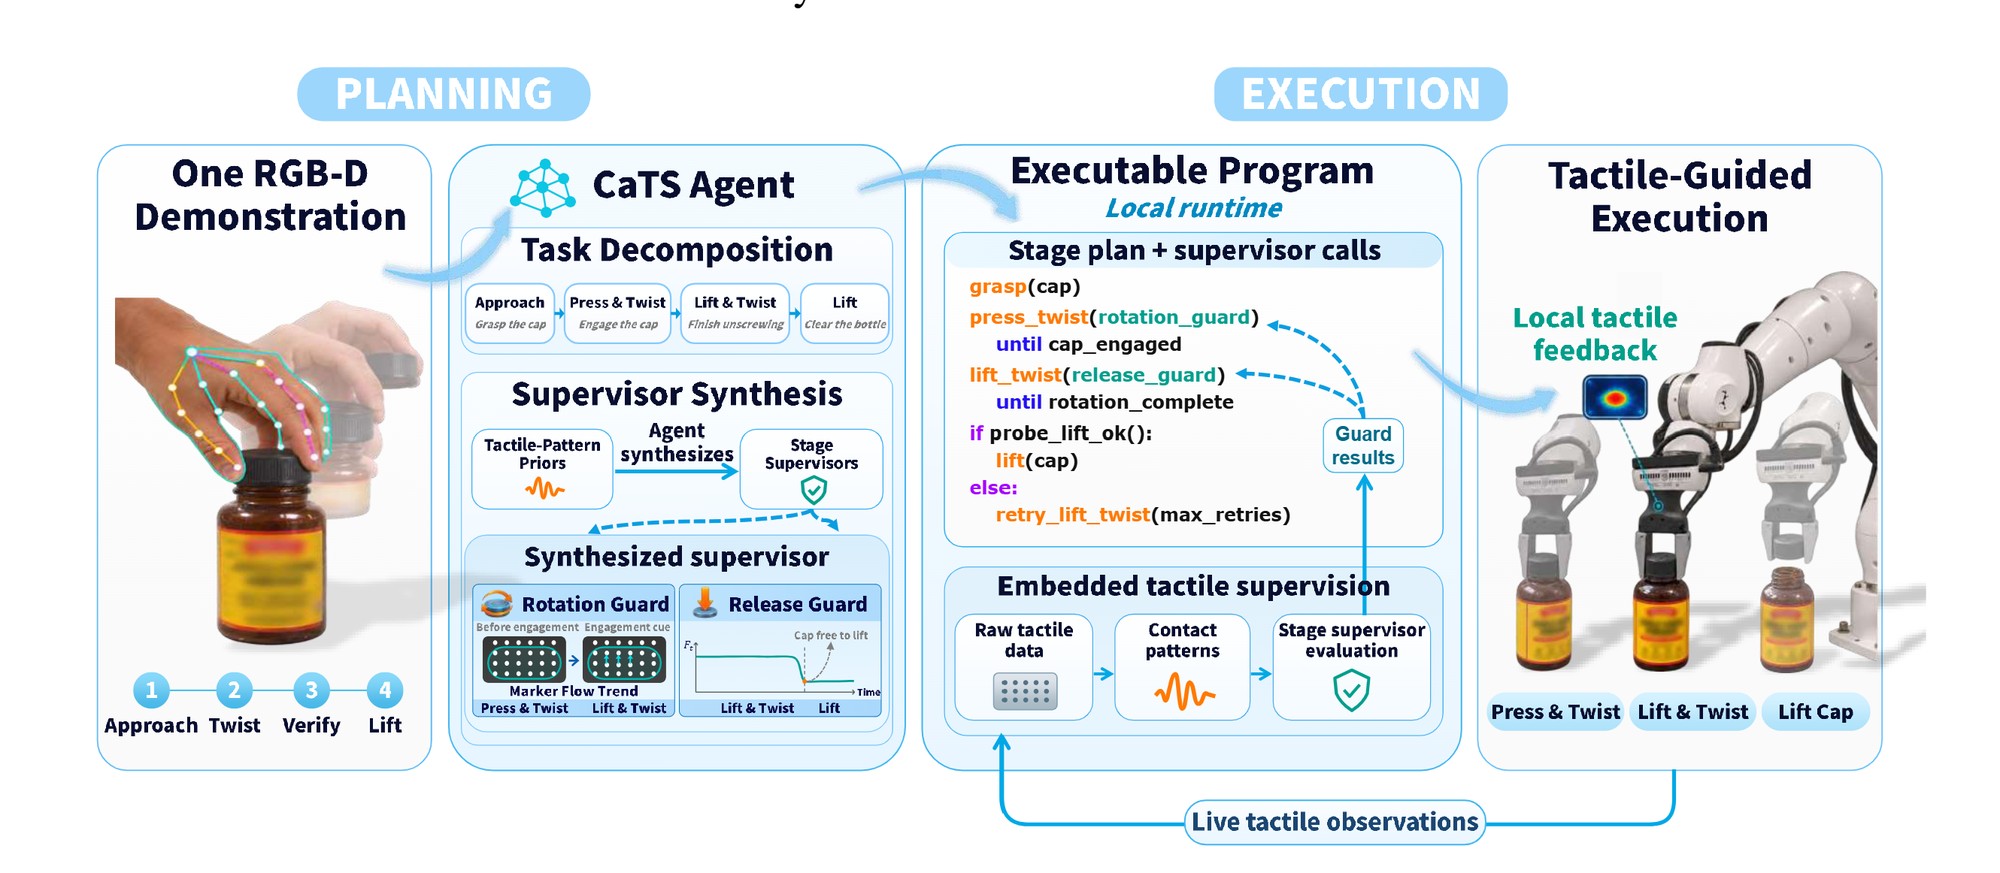 PLANNING
EXECUTION
One RGB-D
Demonstration
1 2 3 4
Approach Twist Verify Lift
CaTS Agent
Task Decomposition
Approach
Grasp the cap
Press & Twist
Engage the cap
Lift & Twist
Finish unscrewing
Lift
Clear the bottle
Supervisor Synthesis
Tactile-Pattern
Priors
Agent
synthesizes
Stage
Supervisors
Synthesized supervisor
Rotation Guard
Before engagement Engagement cue
Marker Flow Trend
Press & Twist Lift & Twist
Release Guard
Cap free to lift
Time
Lift & Twist Lift
Executable Program
Local runtime
Stage plan + supervisor calls
grasp(cap)
press_twist(rotation_guard)
until cap_engaged
lift_twist(release_guard)
until rotation_complete
if probe_lift_ok():
lift(cap)
else:
retry_lift_twist(max_retries)
Guard
results
Embedded tactile supervision
Raw tactile
data
Contact
patterns
Stage supervisor
evaluation
Tactile-Guided
Execution
Local tactile
feedback
Press & Twist Lift & Twist Lift Cap
Live tactile observations